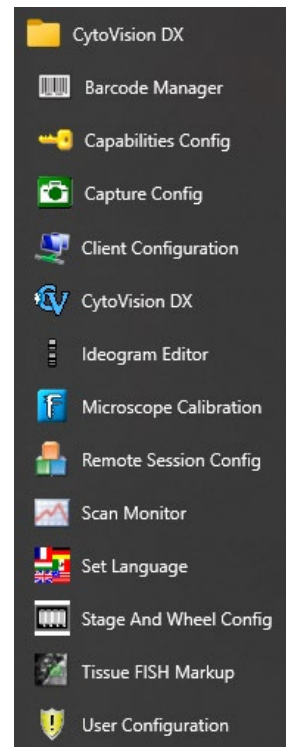 CytoVision DX
Barcode Manager
Capabilities Config
Capture Config
Client Configuration
CytoVision DX
Ideogram Editor
Microscope Calibration
Remote Session Config
Scan Monitor
Set Language
Stage And Wheel Config
Tissue FISH Markup
User Configuration